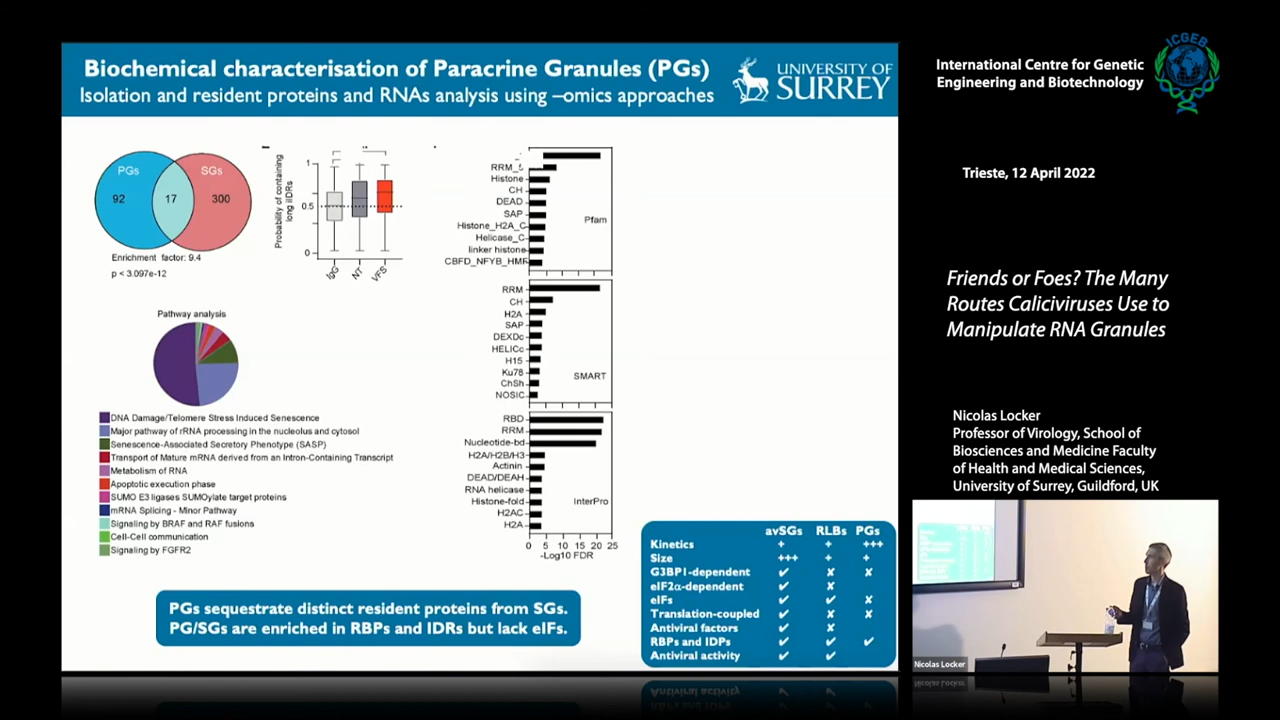 Biochemical characterisation of Paracrine Granules (PGs)
Isolation and resident proteins and RNAs analysis using –omics approaches
UNIVERSITY OF
SURREY
PGs
SGs
92
17
300
Enrichment factor: 9.4
p < 3.097e-12
Probability of containing
long IDRs
1
0.5
0
IgG
NT
VFS
Pathway analysis
DNA Damage/Telomere Stress Induced Senescence
Major pathway of rRNA processing in the nucleolus and cytosol
Senescence-Associated Secretory Phenotype (SASP)
Transport of Mature mRNA derived from an Intron-Containing Transcript
Metabolism of RNA
Apoptotic execution phase
SUMO E3 ligases SUMOylate target proteins
mRNA Splicing - Minor Pathway
Signaling by BRAF and RAF fusions
Cell-Cell communication
Signaling by FGFR2
Histone
CH
DEAD
SAP
Histone_H2A_C
Helicase_C
linker histone
CBFD_NFYB_HMF
Pfam
RRM
CH
H2A
SAP
DEXDc
HELICc
H15
Ku78
ChSh
NOSIC
SMART
RBD
RRM
Nucleotide-bd
H2A/H2B/H3
Actinin
DEAD/DEAH
RNA helicase
Histone-fold
H2AC
H2A
InterPro
0 5 10 15 20 25
-Log10 FDR
PGs sequestrate distinct resident proteins from SGs.
PG/SGs are enriched in RBPs and IDRs but lack eIFs.
avSGs RLBs PGs
Kinetics + + +++
Size +++ + +
G3BP1-dependent ✔ ✘ ✘
eIF2α-dependent ✔ ✘
eIFs ✔ ✔ ✘
Translation-coupled ✔ ✘ ✘
Antiviral factors ✔ ✘
RBPs and IDPs ✔ ✔ ✔
Antiviral activity ✔ ✔
International Centre for Genetic
Engineering and Biotechnology
ICGEB
Trieste, 12 April 2022
Friends or Foes? The Many
Routes Caliciviruses Use to
Manipulate RNA Granules
Nicolas Locker
Professor of Virology, School of
Biosciences and Medicine Faculty
of Health and Medical Sciences,
University of Surrey, Guildford, UK
Nicolas Locker